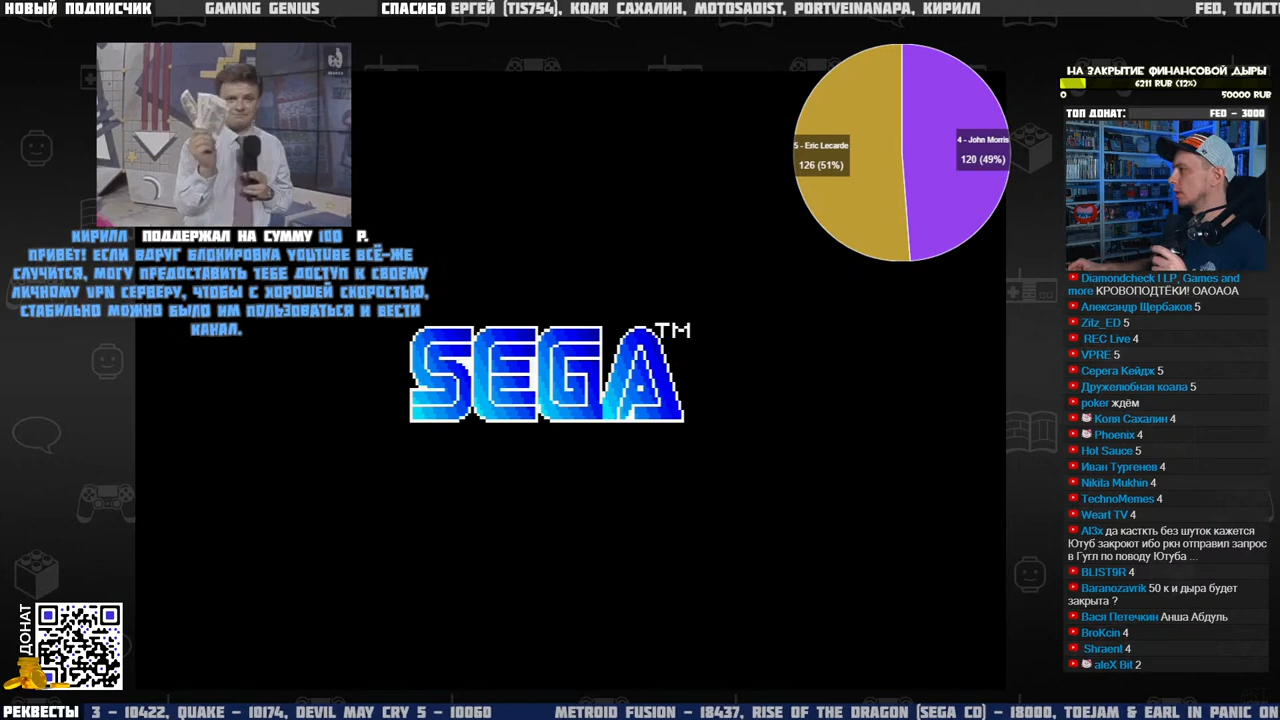 НОВЫЙ ПОДПИСЧИК
GAMING GENIUS
СПАСИБО ЕРГЕЙ (TIS754), КОЛЯ САХАЛИН, MOTOSADIST, PORTVEINANAPA, КИРИЛЛ
FED, ТОЛСТ
КИРИЛЛ ПОДДЕРЖАЛ НА СУММУ 100 Р.
ПРИВЕТ! ЕСЛИ ВДРУГ БЛОКИРОВКА YOUTUBE ВСЁ-ЖЕ
СЛУЧИТСЯ, МОГУ ПРЕДОСТАВИТЬ ТЕБЕ ДОСТУП К СВОЕМУ
ЛИЧНОМУ VPN СЕРВЕРУ, ЧТОБЫ С ХОРОШЕЙ СКОРОСТЬЮ,
СТАБИЛЬНО МОЖНО БЫЛО ИМ ПОЛЬЗОВАТЬСЯ И ВЕСТИ
КАНАЛ.
5 - Eric Lecarde
126 (51%)
4 - John Morris
120 (49%)
SEGA™
НА ЗАКРЫТИЕ ФИНАНСОВОЙ ДЫРЫ
6211 RUB (12%)
0
50000 RUB
ТОП ДОНАТ:
FED - 3000
Diamondcheck I LP, Games and
more КРОВОПОДТЁКИ! ОАОАОА
Александр Щербаков 5
Zitz_ED 5
REC Live 4
VPRE 5
Серега Кейдж 5
Дружелюбная коала 5
poker ждём
Коля Сахалин 4
Phoenix 4
Hot Sauce 5
Иван Тургенев 4
Nikita Mukhin 4
TechnoMemes 4
Weart TV 4
Al3x да касткть без шуток кажется
Ютуб закроют ибо ркн отправил запрос
в Гугл по поводу Ютуба ...
BLIST9R 4
Baranozavrik 50 к и дыра будет
закрыта ?
Вася Петечкин Анша Абдуль
BroKcin 4
Shraent 4
aleX Bit 2
ДОНАТ
РЕКВЕСТЫ
3 - 10422, QUAKE - 10174, DEVIL MAY CRY 5 - 10060
METROID FUSION - 18437, RISE OF THE DRAGON (SEGA CD) - 18000, TOEJAM & EARL IN PANIC ON